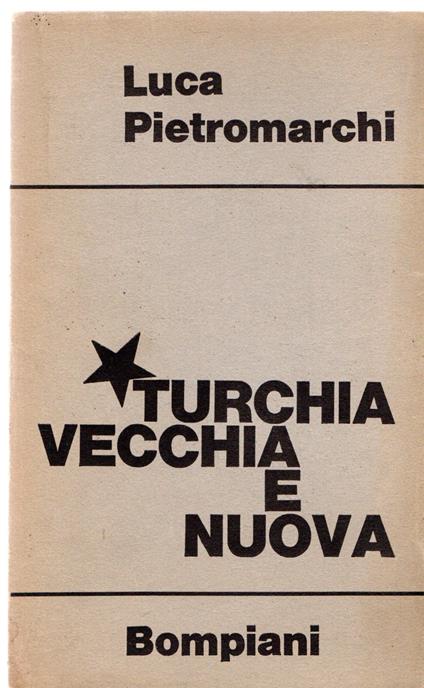 Luca
Pietromarchi
TURCHIA
VECCHIA
E
NUOVA
Bompiani